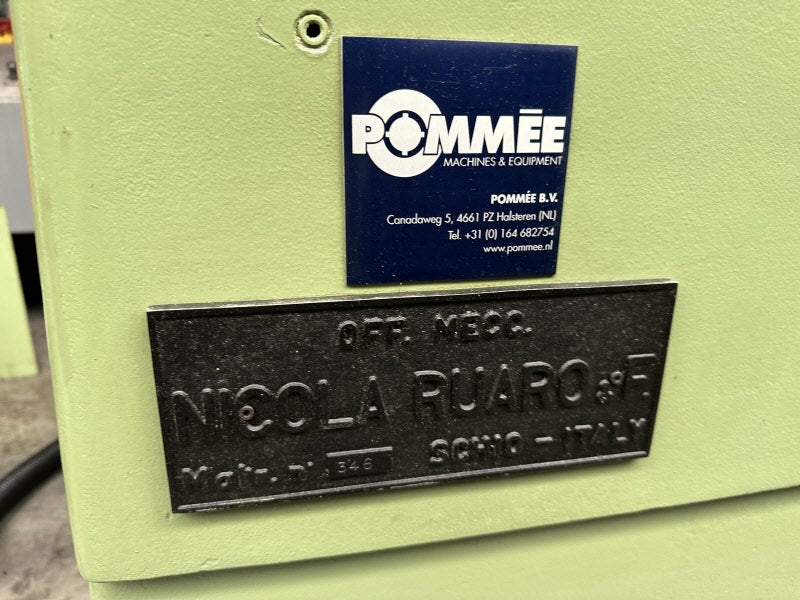 POMMĒE
MACHINES & EQUIPMENT
POMMÉE B.V.
Canadaweg 5, 4661 PZ Halsteren (NL)
Tel. +31 (0) 164 682754
www.pommee.nl
OFF. MECC.
NICOLA RUARO & F.
SCHIO - ITALY
Matr. n° 346